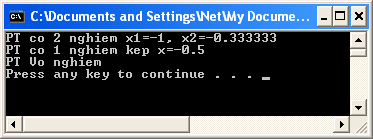 C:\Documents and Settings\Net\My Docume...
PT co 2 nghiem x1=-1, x2=-0.333333
PT co 1 nghiem kep x=-0.5
PT Vo nghiem
Press any key to continue . . . _